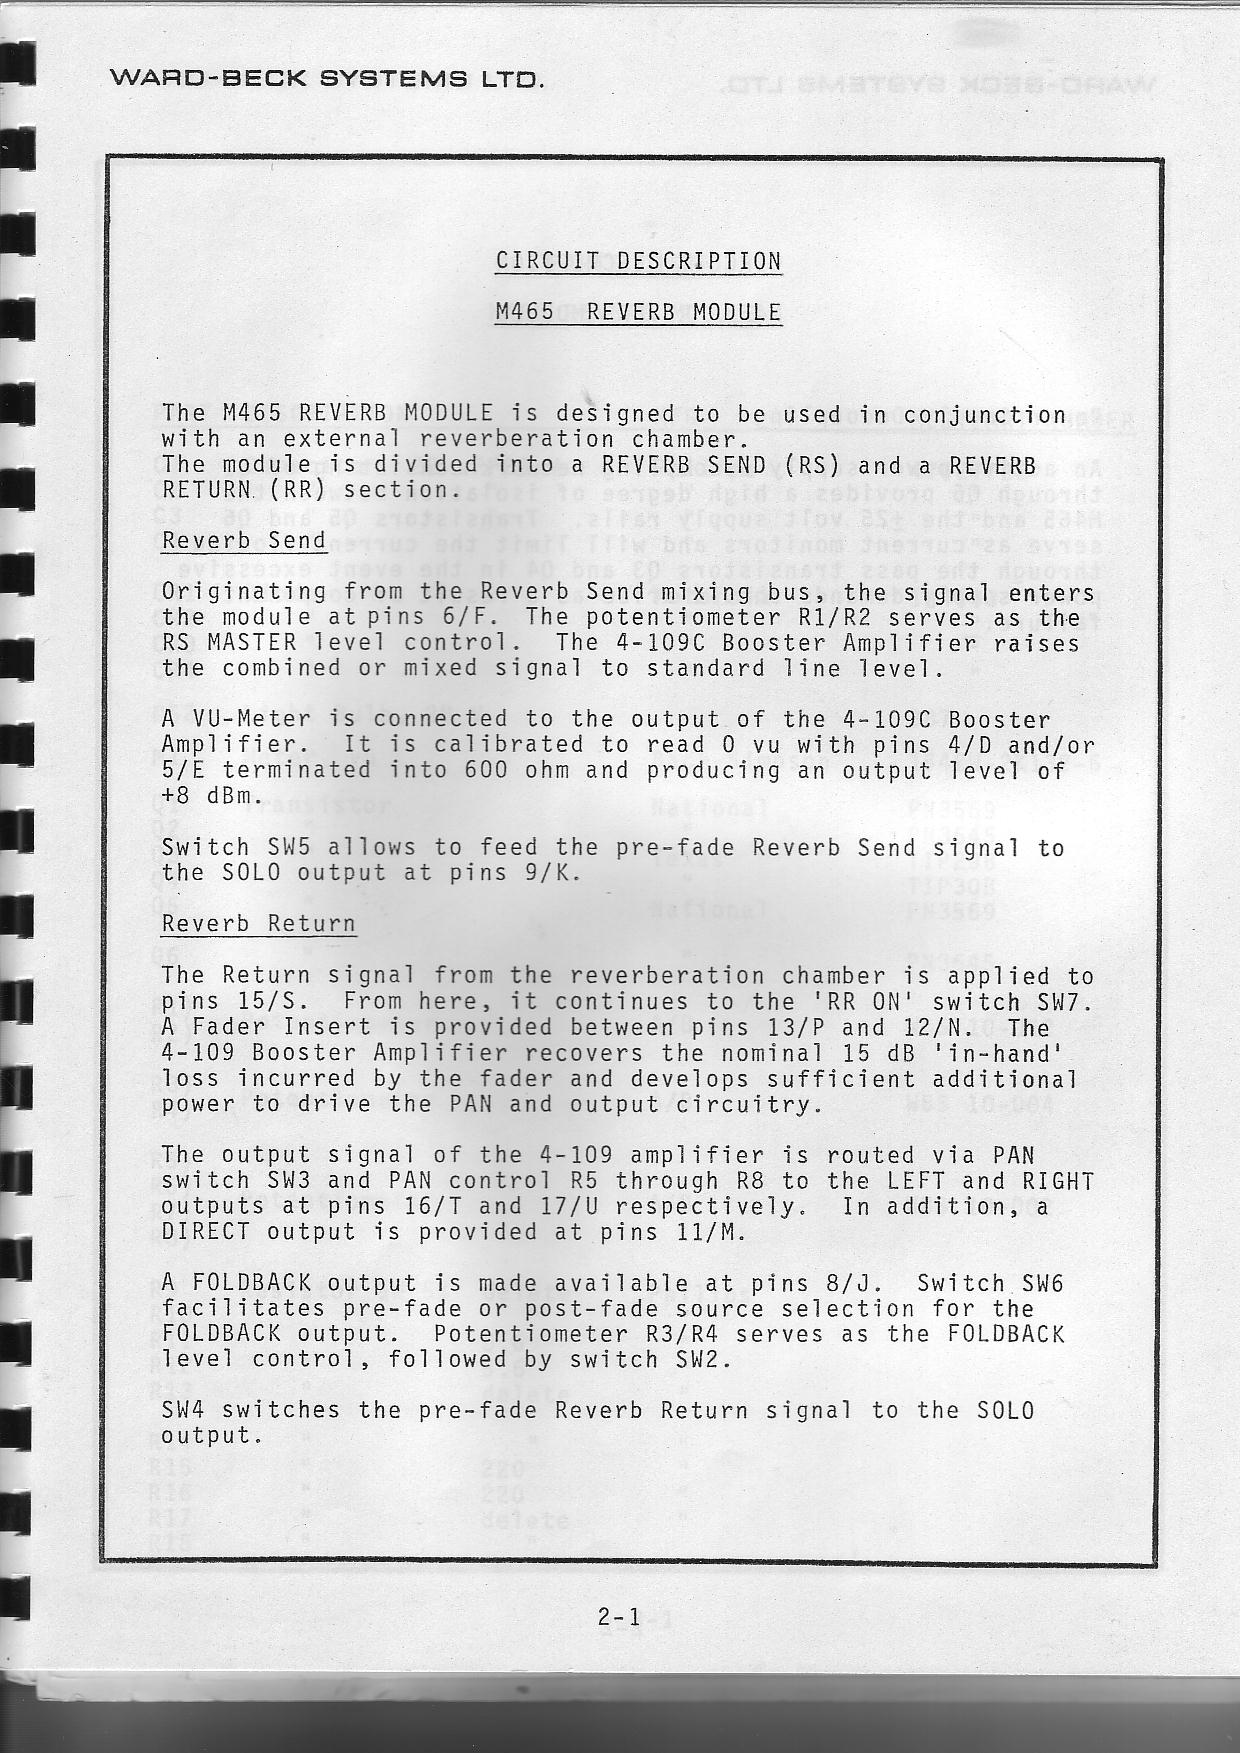 WARD-BECK SYSTEMS LTD.
CIRCUIT DESCRIPTION
M465 REVERB MODULE
The M465 REVERB MODULE is designed to be used in conjunction
with an external reverberation chamber.
The module is divided into a REVERB SEND (RS) and a REVERB
RETURN (RR) section.
Reverb Send
Originating from the Reverb Send mixing bus, the signal enters
the module at pins 6/F. The potentiometer R1/R2 serves as the
RS MASTER level control. The 4-109C Booster Amplifier raises
the combined or mixed signal to standard line level.
A VU-Meter is connected to the output of the 4-109C Booster
Amplifier. It is calibrated to read 0 vu with pins 4/D and/or
5/E terminated into 600 ohm and producing an output level of
+8 dBm.
Switch SW5 allows to feed the pre-fade Reverb Send signal to
the SOLO output at pins 9/K.
Reverb Return
The Return signal from the reverberation chamber is applied to
pins 15/S. From here, it continues to the 'RR ON' switch SW7.
A Fader Insert is provided between pins 13/P and 12/N. The
4-109 Booster Amplifier recovers the nominal 15 dB 'in-hand'
loss incurred by the fader and develops sufficient additional
power to drive the PAN and output circuitry.
The output signal of the 4-109 amplifier is routed via PAN
switch SW3 and PAN control R5 through R8 to the LEFT and RIGHT
outputs at pins 16/T and 17/U respectively. In addition, a
DIRECT output is provided at pins 11/M.
A FOLDBACK output is made available at pins 8/J. Switch SW6
facilitates pre-fade or post-fade source selection for the
FOLDBACK output. Potentiometer R3/R4 serves as the FOLDBACK
level control, followed by switch SW2.
SW4 switches the pre-fade Reverb Return signal to the SOLO
output.
2-1